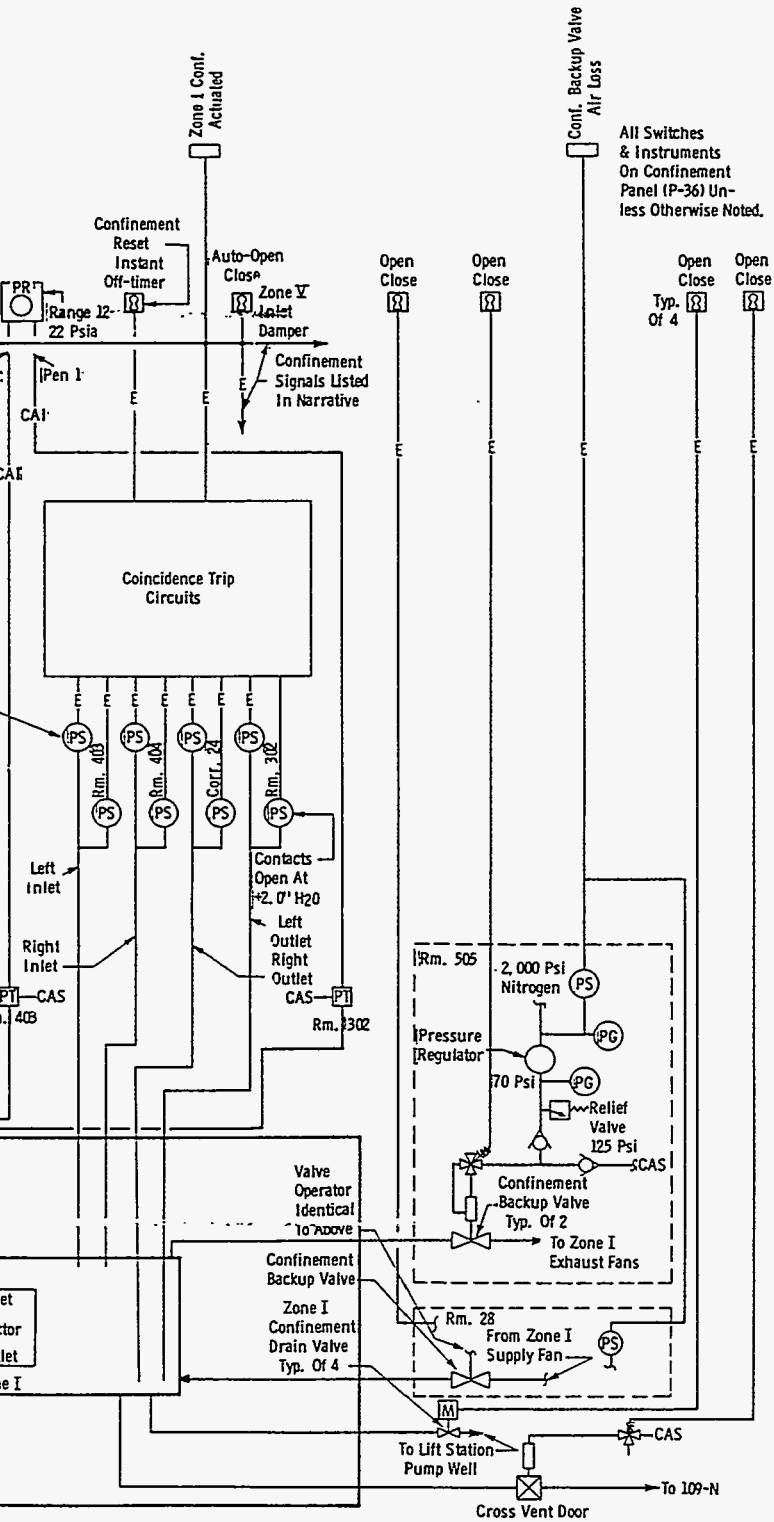 Zone I Conf.
Actuated
Conf. Backup Valve
Air Loss
All Switches
& Instruments
On Confinement
Panel (P-36) Un-
less Otherwise Noted.
Confinement
Reset
Instant
Off-timer
Auto-Open
Close
Zone V
Inlet
Damper
Open
Close
Open
Close
Open
Close
Open
Close
Typ.
Of 4
PR
Range 12-
22 Psia
Pen 1
CAI
CAI
Confinement
Signals Listed
In Narrative
E
E
E
E
E
E
E
E
Coincidence Trip
Circuits
E E E E E E E
PS
PS
PS
PS
Rm. 403
Rm. 404
Corr. 24
Rm. 302
PS
PS
PS
PS
Left
Inlet
Contacts
Open At
+2.0" H20
Left
Outlet
Right
Outlet
Right
Inlet
PT
CAS
403
CAS
PT
Rm. 302
Rm. 505
2,000 Psi
Nitrogen
PS
PG
Pressure
Regulator
70 Psi
PG
Relief
Valve
125 Psi
CAS
Confinement
Backup Valve
Typ. Of 2
To Zone I
Exhaust Fans
Valve
Operator
Identical
To Above
Confinement
Backup Valve
Zone I
Confinement
Drain Valve
Typ. Of 4
Rm. 28
From Zone I
Supply Fan
PS
M
To Lift Station
Pump Well
CAS
To 109-N
Cross Vent Door
et
ctor
let
e I